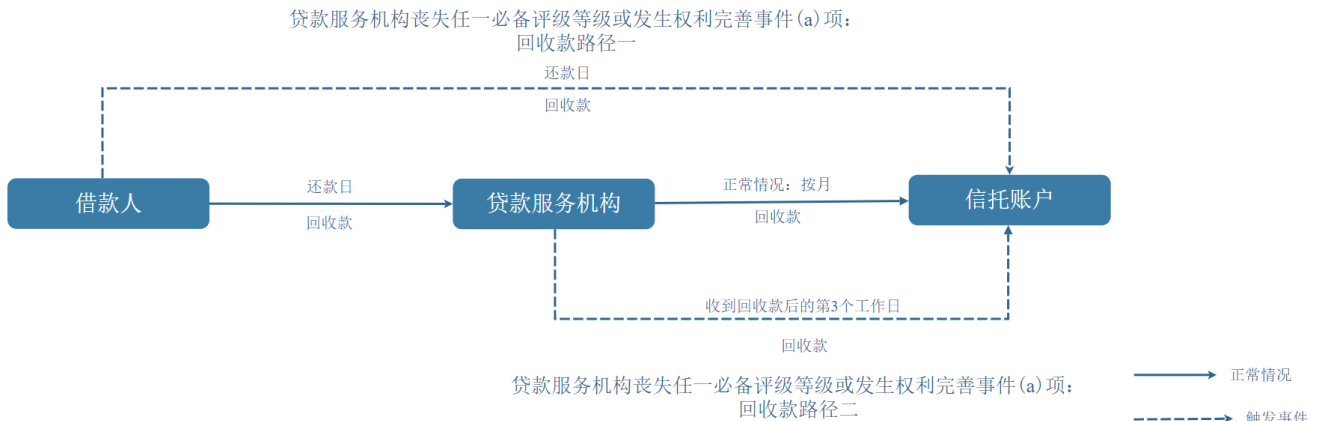 贷款服务机构丧失任一必备评级等级或发生权利完善事件(a)项：
回收款路径一
还款日
回收款
借款人
还款日
回收款
贷款服务机构
正常情况：按月
回收款
信托账户
收到回收款后的第3个工作日
回收款
贷款服务机构丧失任一必备评级等级或发生权利完善事件(a)项：
回收款路径二
正常情况
触发事件